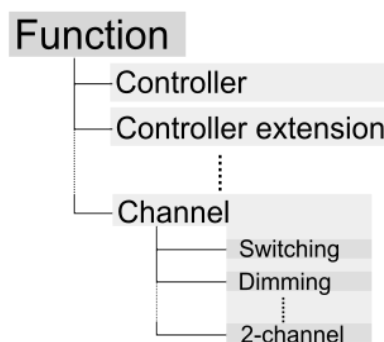 Function
Controller
Controller extension
Channel
Switching
Dimming
2-channel